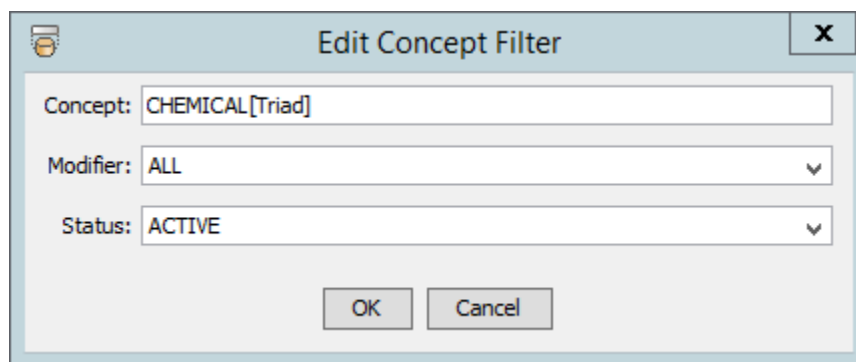 Edit Concept Filter
x
Concept: CHEMICAL[Triad]
Modifier: ALL
Status: ACTIVE
OK Cancel